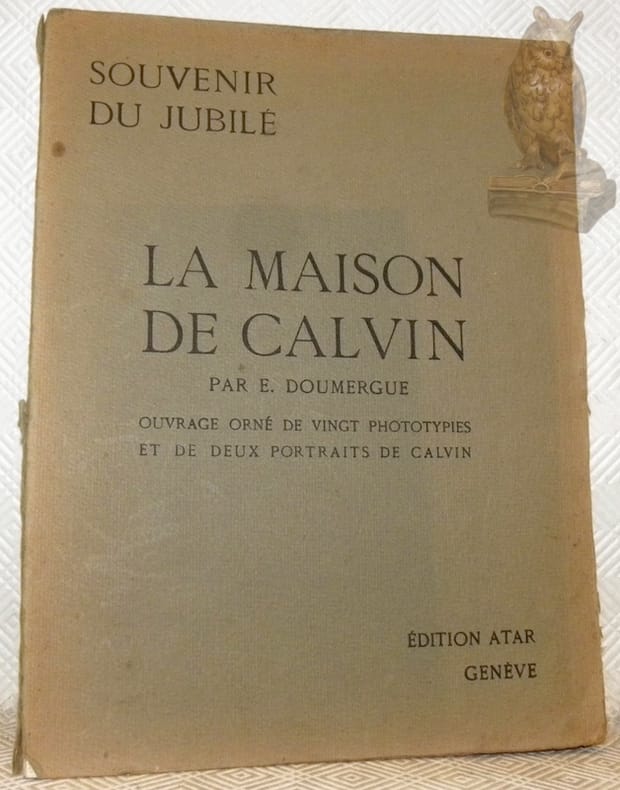 SOUVENIR
DU JUBILÉ
LA MAISON
DE CALVIN
PAR E. DOUMERGUE
OUVRAGE ORNÉ DE VINGT PHOTOTYPIES
ET DE DEUX PORTRAITS DE CALVIN
ÉDITION ATAR
GENÈVE